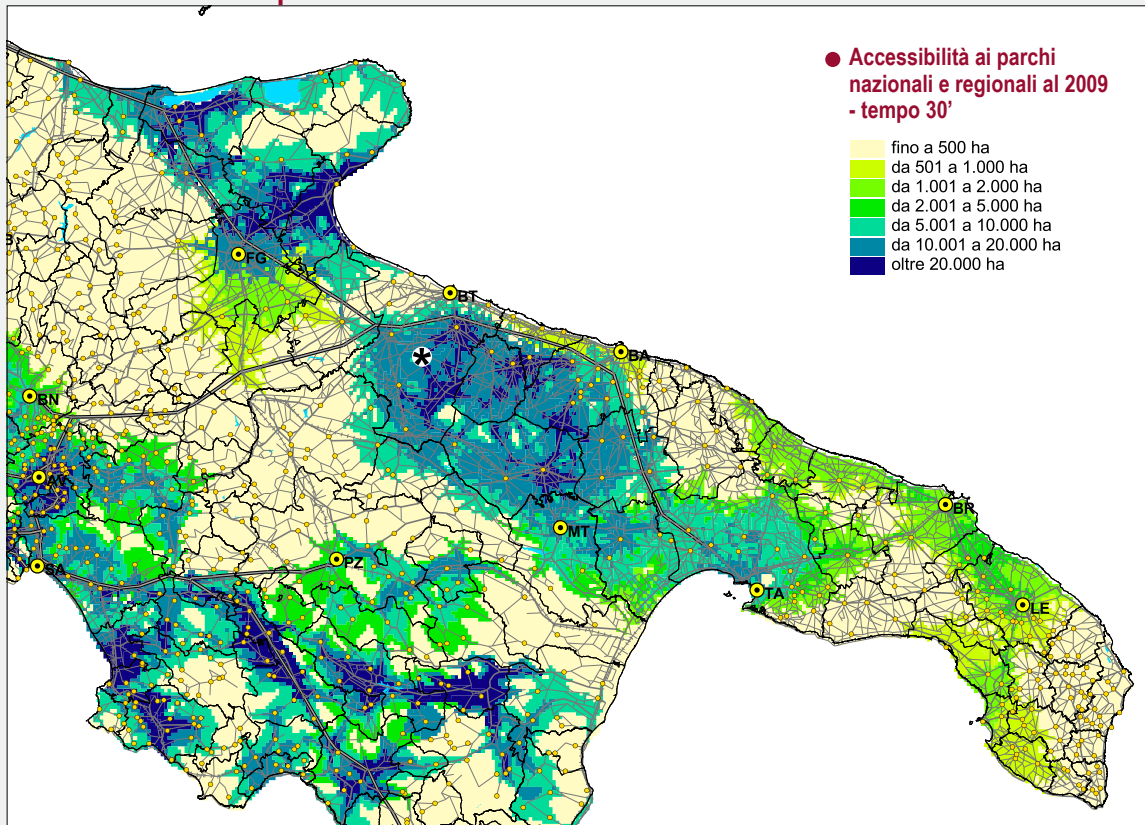 Accessibilità ai parchi
nazionali e regionali al 2009
- tempo 30'
fino a 500 ha
da 501 a 1.000 ha
da 1.001 a 2.000 ha
da 2.001 a 5.000 ha
da 5.001 a 10.000 ha
da 10.001 a 20.000 ha
oltre 20.000 ha
FG
BT
BA
BN
AV
BR
MT
PZ
SA
TA
LE